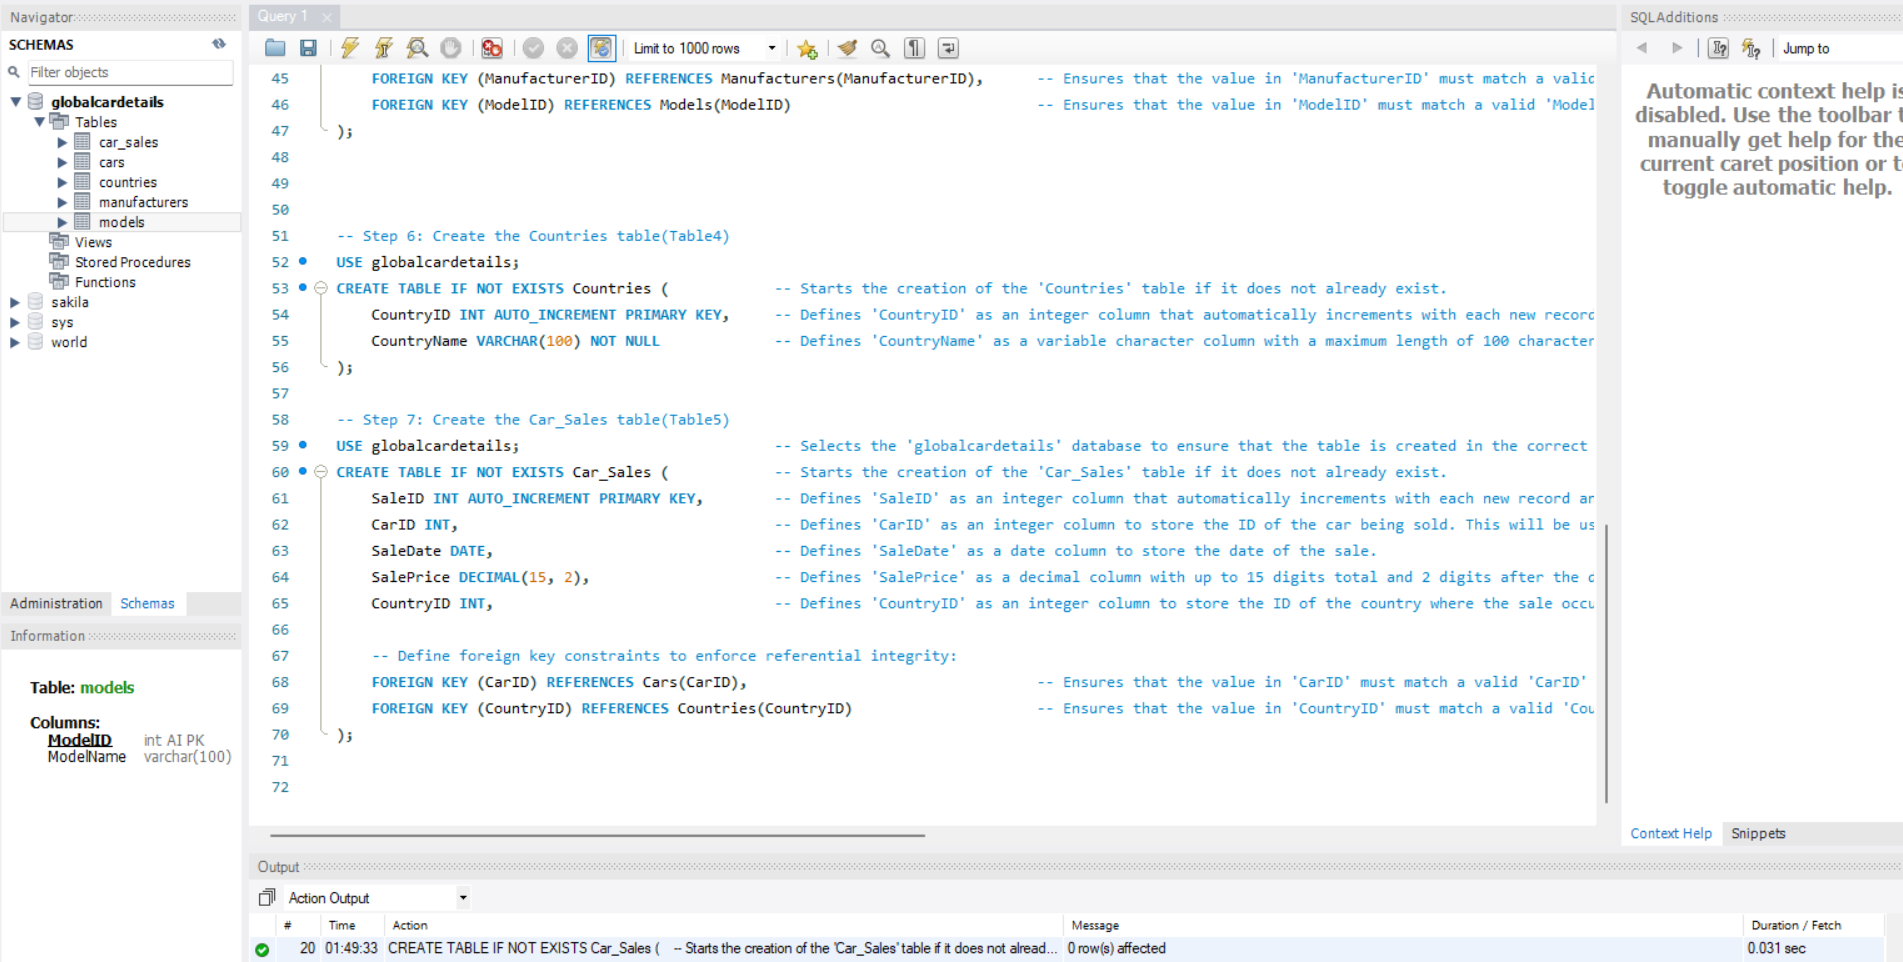 Navigator
SCHEMAS
Filter objects
globalcardetails
Tables
car_sales
cars
countries
manufacturers
models
Views
Stored Procedures
Functions
sakila
sys
world
Administration Schemas
Information
Table: models
Columns:
ModelID int AI PK
ModelName varchar(100)
Query 1
Limit to 1000 rows
45 FOREIGN KEY (ManufacturerID) REFERENCES Manufacturers(ManufacturerID), -- Ensures that the value in 'ManufacturerID' must match a valid
46 FOREIGN KEY (ModelID) REFERENCES Models(ModelID) -- Ensures that the value in 'ModelID' must match a valid 'Model
47 );
48
49
50
51 -- Step 6: Create the Countries table(Table4)
52 USE globalcardetails;
53 CREATE TABLE IF NOT EXISTS Countries ( -- Starts the creation of the 'Countries' table if it does not already exist.
54 CountryID INT AUTO_INCREMENT PRIMARY KEY, -- Defines 'CountryID' as an integer column that automatically increments with each new record
55 CountryName VARCHAR(100) NOT NULL -- Defines 'CountryName' as a variable character column with a maximum length of 100 character
56 );
57
58 -- Step 7: Create the Car_Sales table(Table5)
59 USE globalcardetails; -- Selects the 'globalcardetails' database to ensure that the table is created in the correct
60 CREATE TABLE IF NOT EXISTS Car_Sales ( -- Starts the creation of the 'Car_Sales' table if it does not already exist.
61 SaleID INT AUTO_INCREMENT PRIMARY KEY, -- Defines 'SaleID' as an integer column that automatically increments with each new record an
62 CarID INT, -- Defines 'CarID' as an integer column to store the ID of the car being sold. This will be us
63 SaleDate DATE, -- Defines 'SaleDate' as a date column to store the date of the sale.
64 SalePrice DECIMAL(15, 2), -- Defines 'SalePrice' as a decimal column with up to 15 digits total and 2 digits after the d
65 CountryID INT, -- Defines 'CountryID' as an integer column to store the ID of the country where the sale occu
66
67 -- Define foreign key constraints to enforce referential integrity:
68 FOREIGN KEY (CarID) REFERENCES Cars(CarID), -- Ensures that the value in 'CarID' must match a valid 'CarID'
69 FOREIGN KEY (CountryID) REFERENCES Countries(CountryID) -- Ensures that the value in 'CountryID' must match a valid 'Cou
70 );
71
72
SQLAdditions
Jump to
Automatic context help is
disabled. Use the toolbar t
manually get help for the
current caret position or t
toggle automatic help.
Context Help Snippets
Output
Action Output
# Time Action Message Duration / Fetch
20 01:49:33 CREATE TABLE IF NOT EXISTS Car_Sales ( -- Starts the creation of the 'Car_Sales' table if it does not alread... 0 row(s) affected 0.031 sec